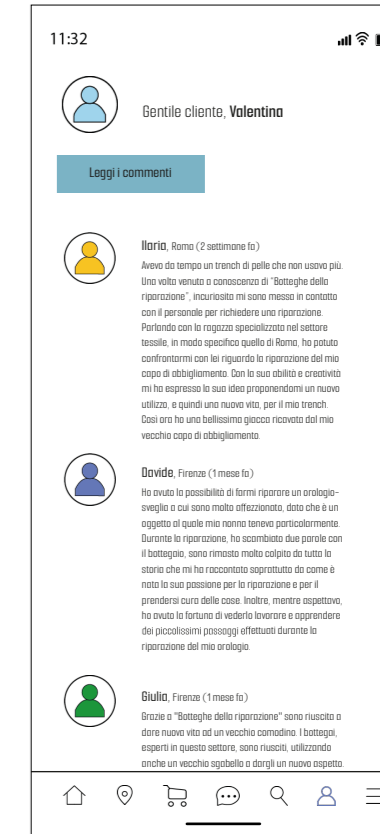 11:32
Gentile cliente, Valentina
Leggi i commenti
Ilaria, Roma (2 settimane fa)
Avevo da tempo un trench di pelle che non usavo più.
Una volta venuta a conoscenza di "Botteghe della
riparazione", incuriosita mi sono messa in contatto
con il personale per richiedere una riparazione.
Parlando con la ragazza specializzata nel settore
tessile, in modo specifico quello di Roma, ho potuto
confrontarmi con lei riguardo la riparazione del mio
capo di abbigliamento. Con la sua abilità e creatività
mi ha espresso la sua idea proponendomi un nuovo
utilizzo, e quindi una nuova vita, per il mio trench.
Così ora ho una bellissima giacca ricavata dal mio
vecchio capo di abbigliamento.
Davide, Firenze (1 mese fa)
Ho avuto la possibilità di farmi riparare un orologio-
sveglia a cui sono molto affezionato, dato che è un
oggetto al quale mia nonna teneva particolarmente.
Durante la riparazione, ho scambiato due parole con
il bottegaio, sono rimasto molto colpito da tutta la
storia che mi ha raccontato soprattutto da come è
nata la sua passione per la riparazione e per il
prendersi cura delle cose. Inoltre, mentre aspettavo,
ho avuto la fortuna di vederlo lavorare e apprendere
dei piccolissimi passaggi effettuati durante la
riparazione del mio orologio.
Giulia, Firenze (1 mese fa)
Grazie a "Botteghe della riparazione" sono riuscita a
dare nuova vita ad un vecchio comodino. I bottegai,
esperti in questo settore, sono riusciti, utilizzando
anche un vecchio sgabello a dargli un nuovo aspetto.